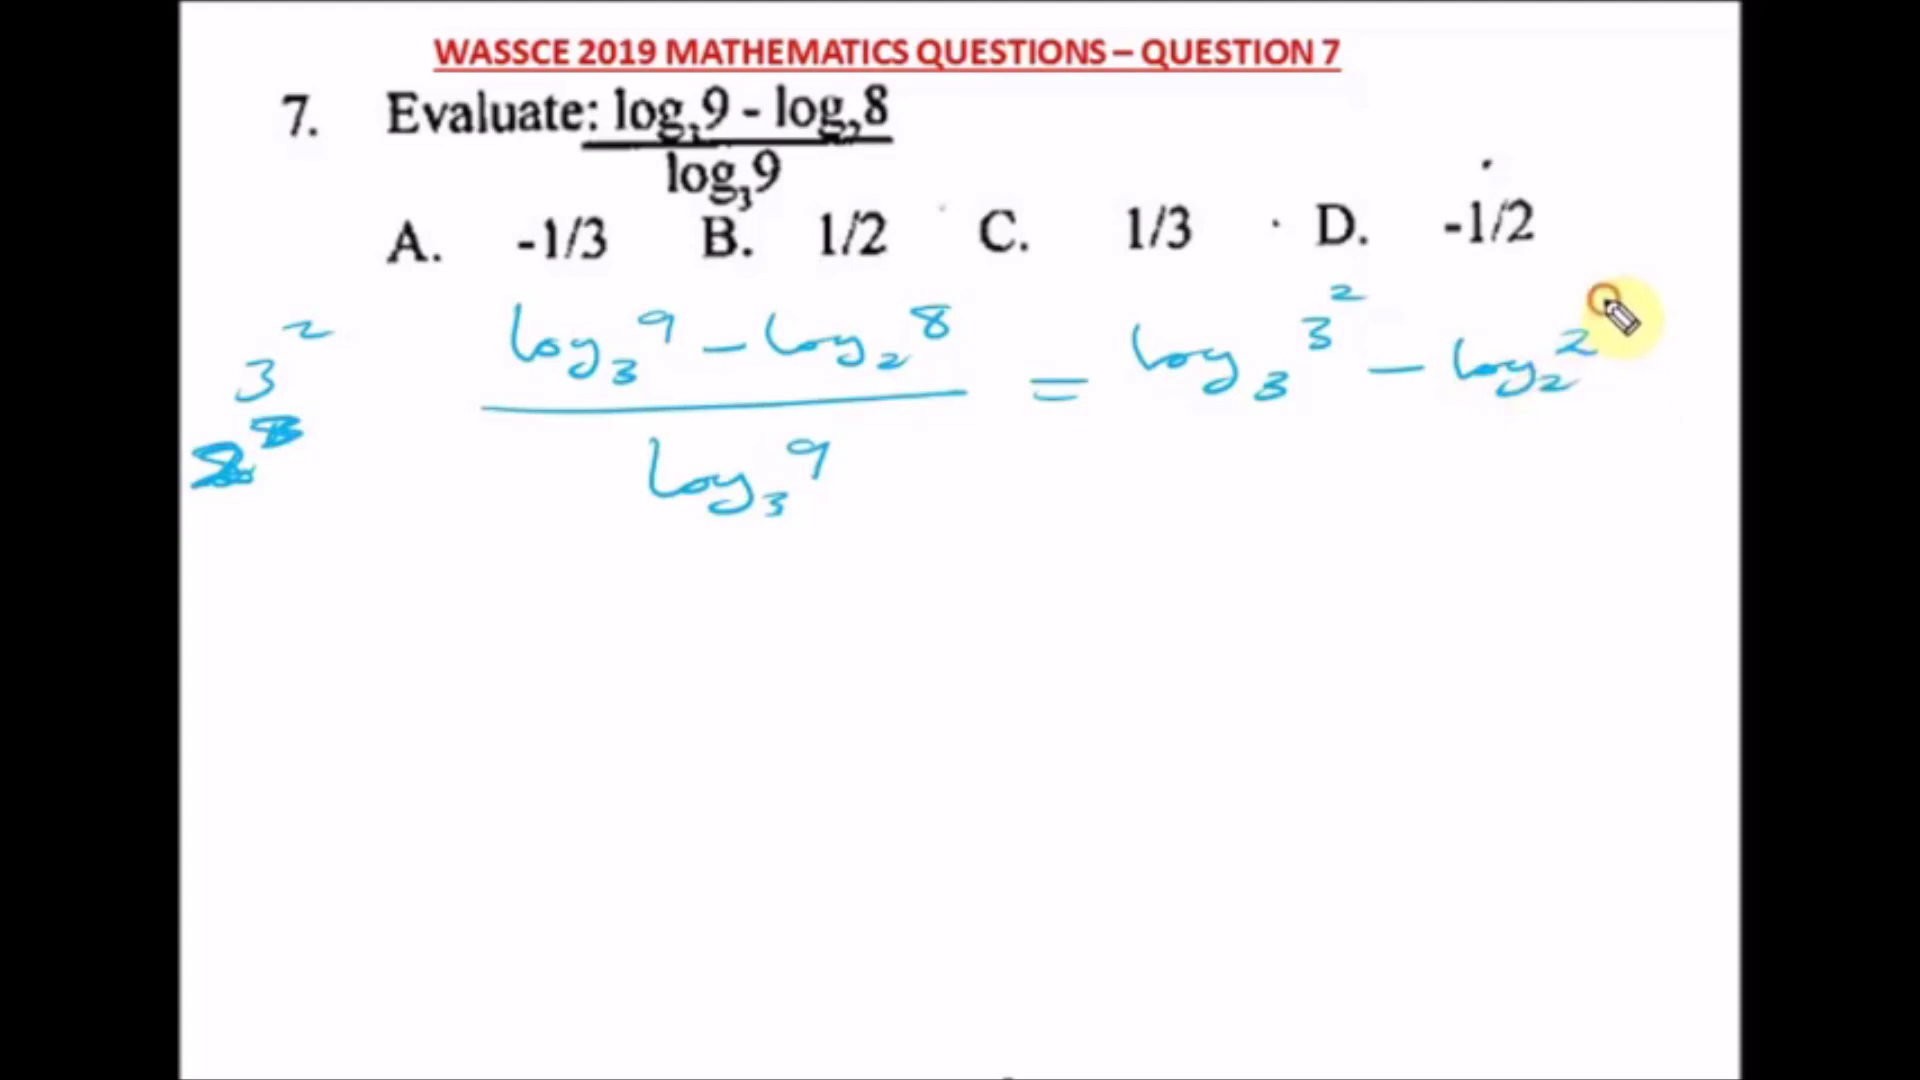 WASSCE 2019 MATHEMATICS QUESTIONS – QUESTION 7
7. Evaluate: log₃9 - log₂8
log₃9
A. -1/3 B. 1/2 C. 1/3 D. -1/2
3² log₃9 - log₂8 = log₃3² - log₂2
log₃9